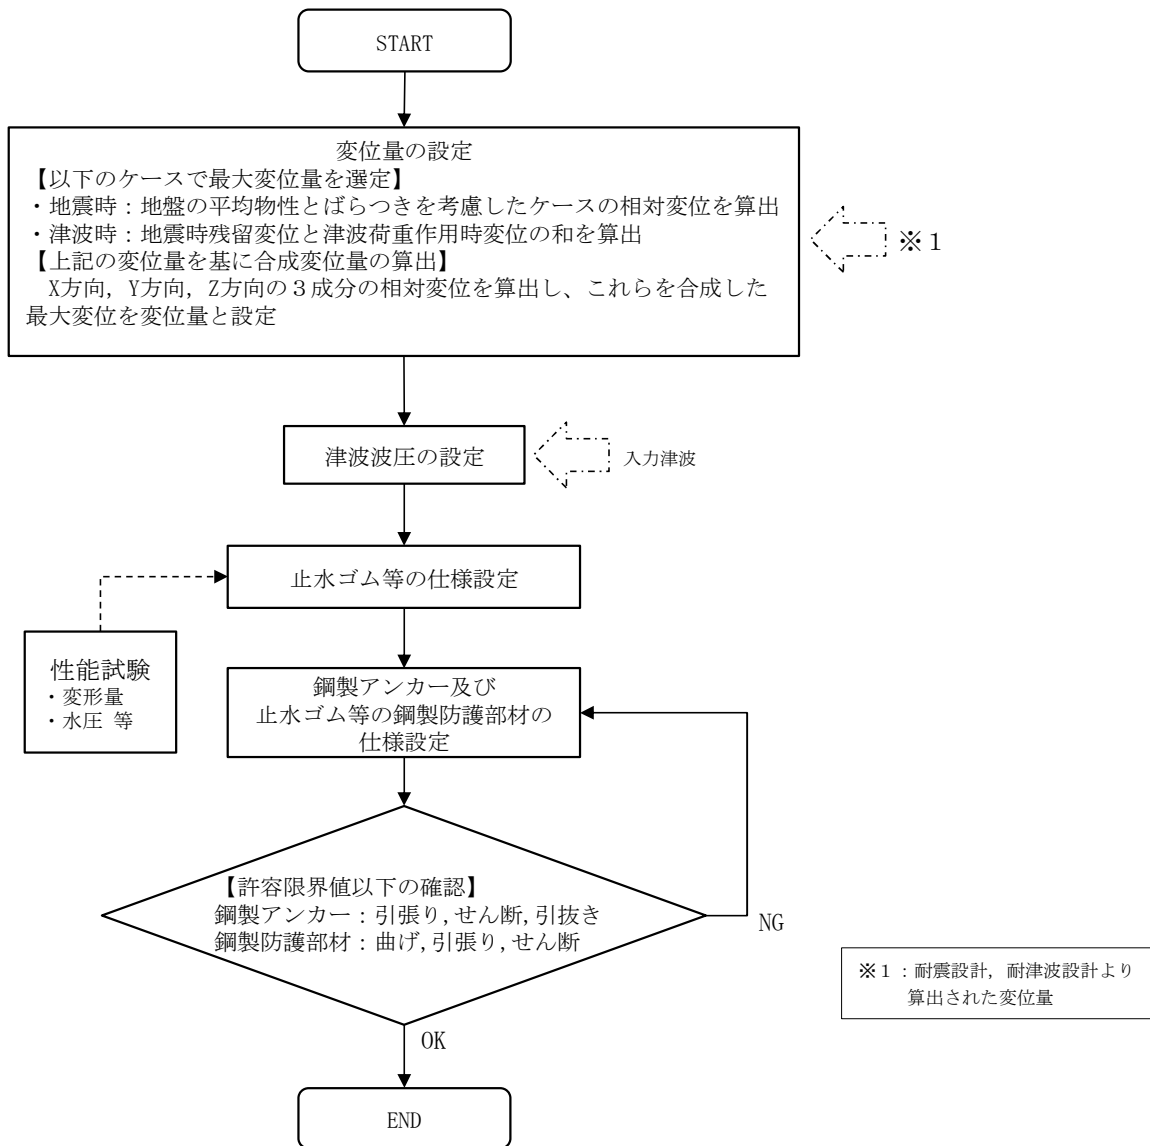 START
変位量の設定
【以下のケースで最大変位量を選定】
・地震時：地盤の平均物性とばらつきを考慮したケースの相対変位を算出
・津波時：地震時残留変位と津波荷重作用時変位の和を算出
【上記の変位量を基に合成変位量の算出】
X方向，Y方向，Z方向の３成分の相対変位を算出し、これらを合成した
最大変位を変位量と設定
※１
津波波圧の設定
入力津波
止水ゴム等の仕様設定
性能試験
・変形量
・水圧 等
鋼製アンカー及び
止水ゴム等の鋼製防護部材の
仕様設定
【許容限界値以下の確認】
鋼製アンカー：引張り，せん断，引抜き
鋼製防護部材：曲げ，引張り，せん断
NG
※１：耐震設計，耐津波設計より
算出された変位量
OK
END